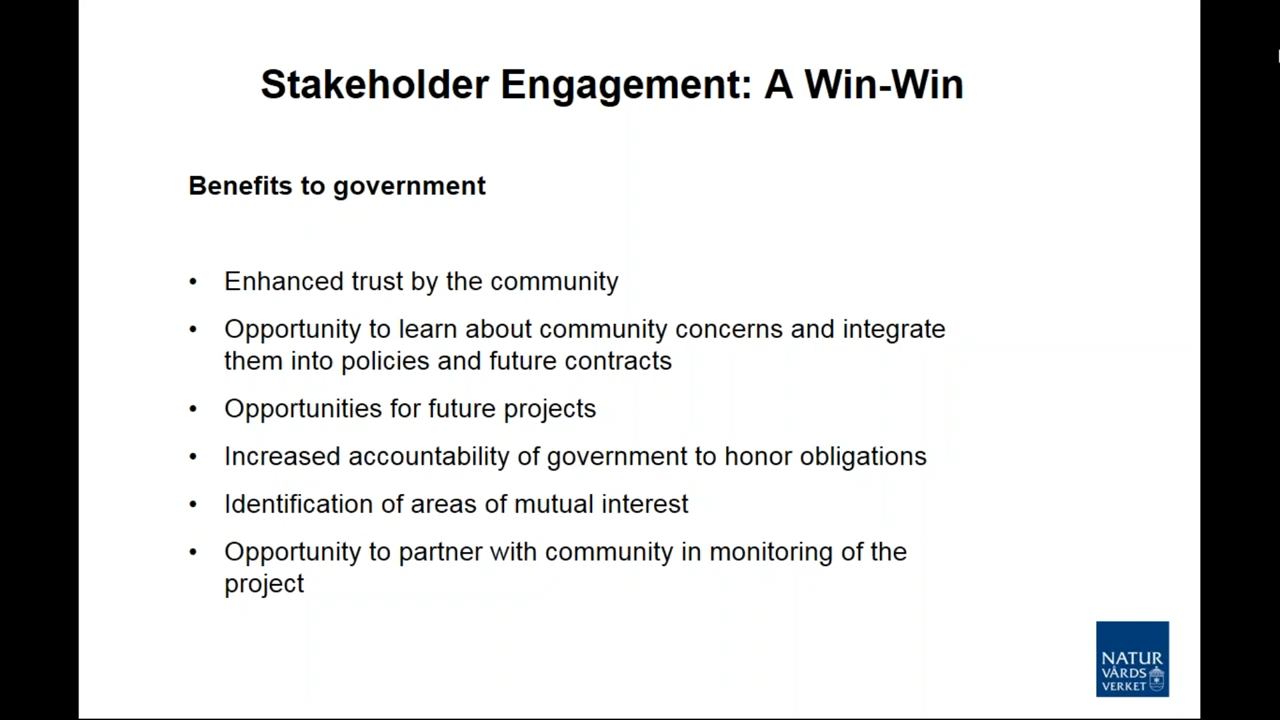 Stakeholder Engagement: A Win-Win
Benefits to government
• Enhanced trust by the community
• Opportunity to learn about community concerns and integrate
them into policies and future contracts
• Opportunities for future projects
• Increased accountability of government to honor obligations
• Identification of areas of mutual interest
• Opportunity to partner with community in monitoring of the
project
NATUR
VÅRDS
VERKET